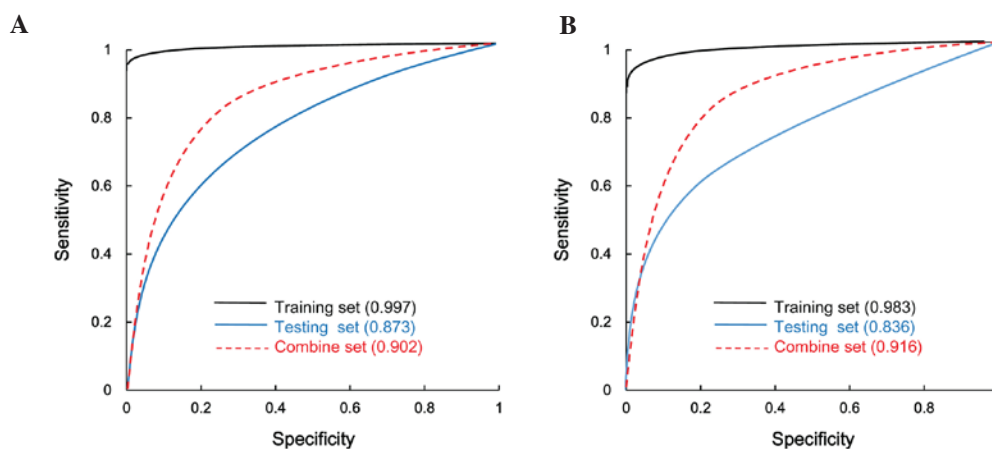 A
1
0.8
0.6
0.4
0.2
0
Sensitivity
Training set (0.997)
Testing set (0.873)
Combine set (0.902)
0 0.2 0.4 0.6 0.8 1
Specificity
B
1
0.8
0.6
0.4
0.2
0
Sensitivity
Training set (0.983)
Testing set (0.836)
Combine set (0.916)
0 0.2 0.4 0.6 0.8
Specificity